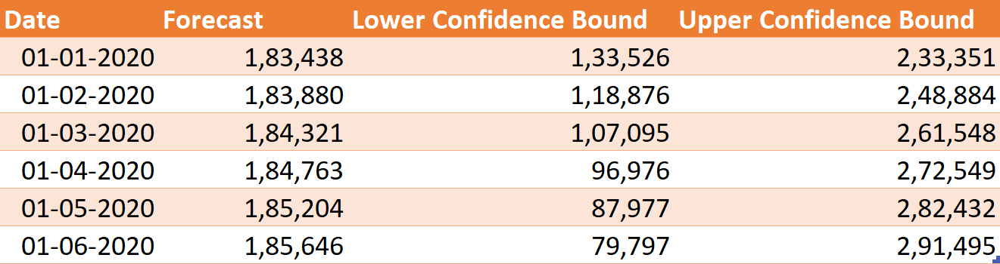 Date Forecast Lower Confidence Bound Upper Confidence Bound
01-01-2020 1,83,438 1,33,526 2,33,351
01-02-2020 1,83,880 1,18,876 2,48,884
01-03-2020 1,84,321 1,07,095 2,61,548
01-04-2020 1,84,763 96,976 2,72,549
01-05-2020 1,85,204 87,977 2,82,432
01-06-2020 1,85,646 79,797 2,91,495